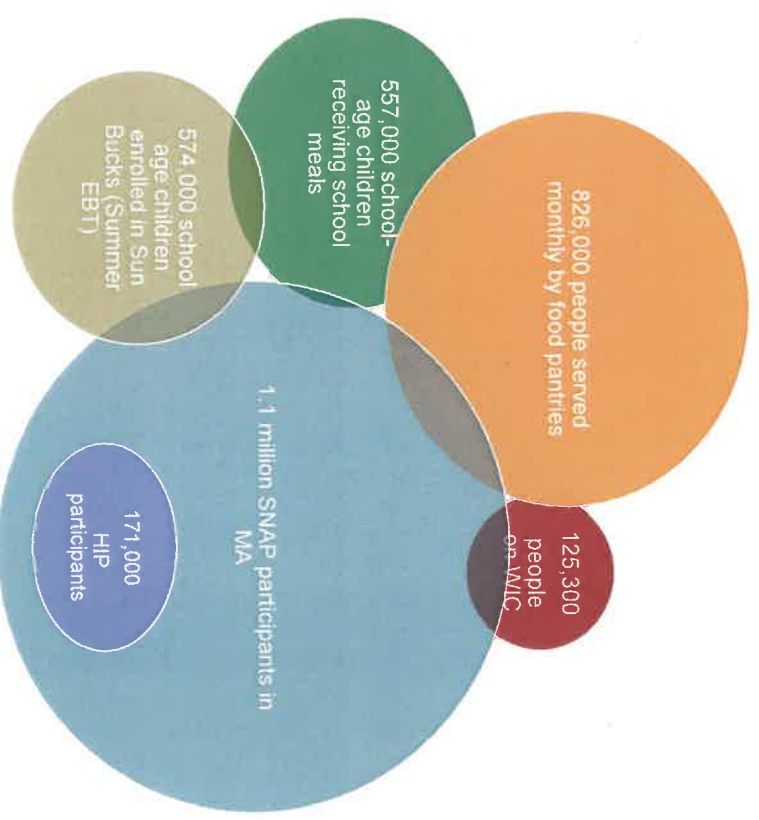 826,000 people served
monthly by food pantries
125,300
people
on WIC
557,000 school-
age children
receiving school
meals
1.1 million SNAP participants in
MA
574,000 school
age children
enrolled in Sun
Bucks (Summer
EBT)
171,000
HIP
participants